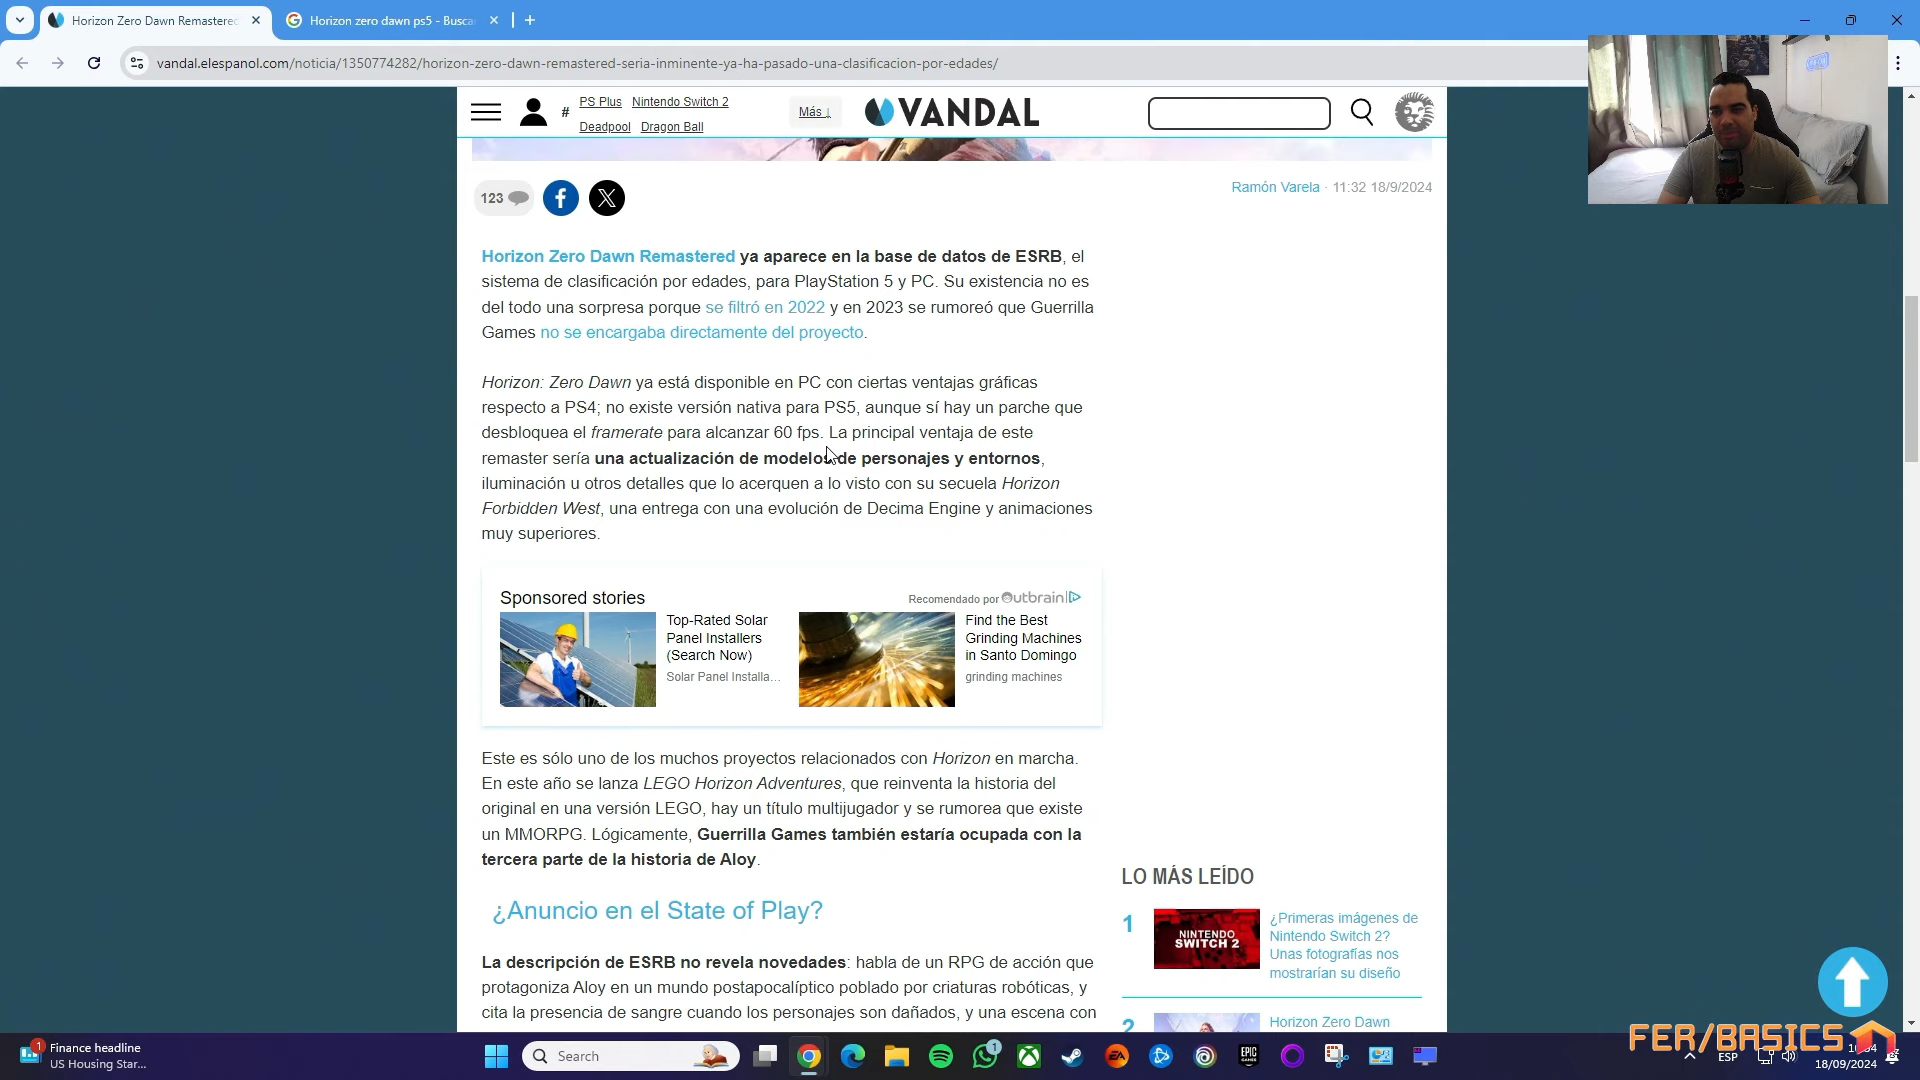 Horizon Zero Dawn Remastered
Horizon zero dawn ps5 - Busca
vandal.elespanol.com/noticia/1350774282/horizon-zero-dawn-remastered-seria-inminente-ya-ha-pasado-una-clasificacion-por-edades/
# PS Plus Nintendo Switch 2
Deadpool Dragon Ball
Más ↓
VANDAL
123
Ramón Varela · 11:32 18/9/2024
Horizon Zero Dawn Remastered ya aparece en la base de datos de ESRB, el
sistema de clasificación por edades, para PlayStation 5 y PC. Su existencia no es
del todo una sorpresa porque se filtró en 2022 y en 2023 se rumoreó que Guerrilla
Games no se encargaba directamente del proyecto.
Horizon: Zero Dawn ya está disponible en PC con ciertas ventajas gráficas
respecto a PS4; no existe versión nativa para PS5, aunque sí hay un parche que
desbloquea el framerate para alcanzar 60 fps. La principal ventaja de este
remaster sería una actualización de modelos de personajes y entornos,
iluminación u otros detalles que lo acerquen a lo visto con su secuela Horizon
Forbidden West, una entrega con una evolución de Decima Engine y animaciones
muy superiores.
Sponsored stories
Recomendado por Outbrain
Top-Rated Solar
Panel Installers
(Search Now)
Solar Panel Installa...
Find the Best
Grinding Machines
in Santo Domingo
grinding machines
Este es sólo uno de los muchos proyectos relacionados con Horizon en marcha.
En este año se lanza LEGO Horizon Adventures, que reinventa la historia del
original en una versión LEGO, hay un título multijugador y se rumorea que existe
un MMORPG. Lógicamente, Guerrilla Games también estaría ocupada con la
tercera parte de la historia de Aloy.
¿Anuncio en el State of Play?
La descripción de ESRB no revela novedades: habla de un RPG de acción que
protagoniza Aloy en un mundo postapocalíptico poblado por criaturas robóticas, y
cita la presencia de sangre cuando los personajes son dañados, y una escena con
LO MÁS LEÍDO
1
NINTENDO
SWITCH 2
¿Primeras imágenes de
Nintendo Switch 2?
Unas fotografías nos
mostrarían su diseño
2
Horizon Zero Dawn
FER/BASICS
1
Finance headline
US Housing Star...
Search
1
EA
EPIC
GAMES
ESP
18/09/2024